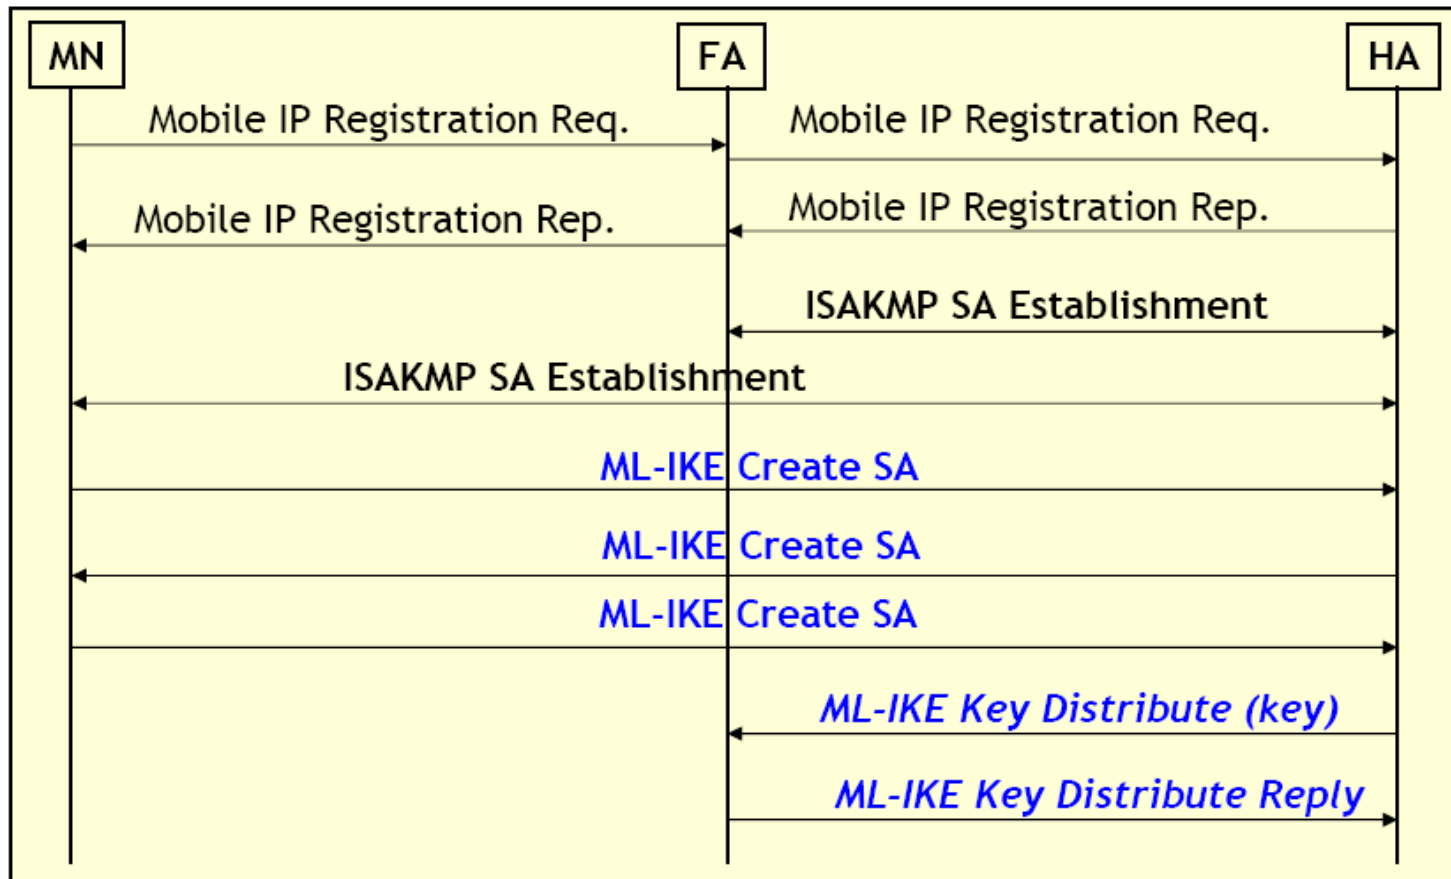 MN
FA
HA
Mobile IP Registration Req.
Mobile IP Registration Req.
Mobile IP Registration Rep.
Mobile IP Registration Rep.
ISAKMP SA Establishment
ISAKMP SA Establishment
ML-IKE Create SA
ML-IKE Create SA
ML-IKE Create SA
ML-IKE Key Distribute (key)
ML-IKE Key Distribute Reply